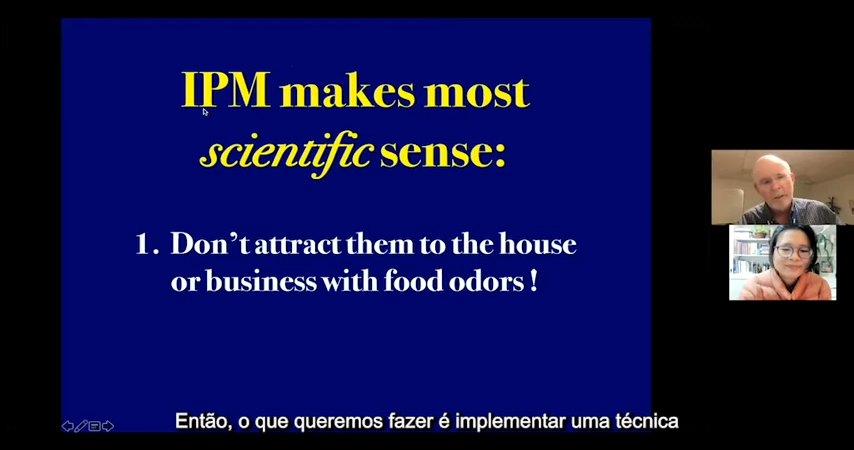 IPM makes most
scientific sense:
1. Don't attract them to the house
or business with food odors !
Então, o que queremos fazer é implementar uma técnica